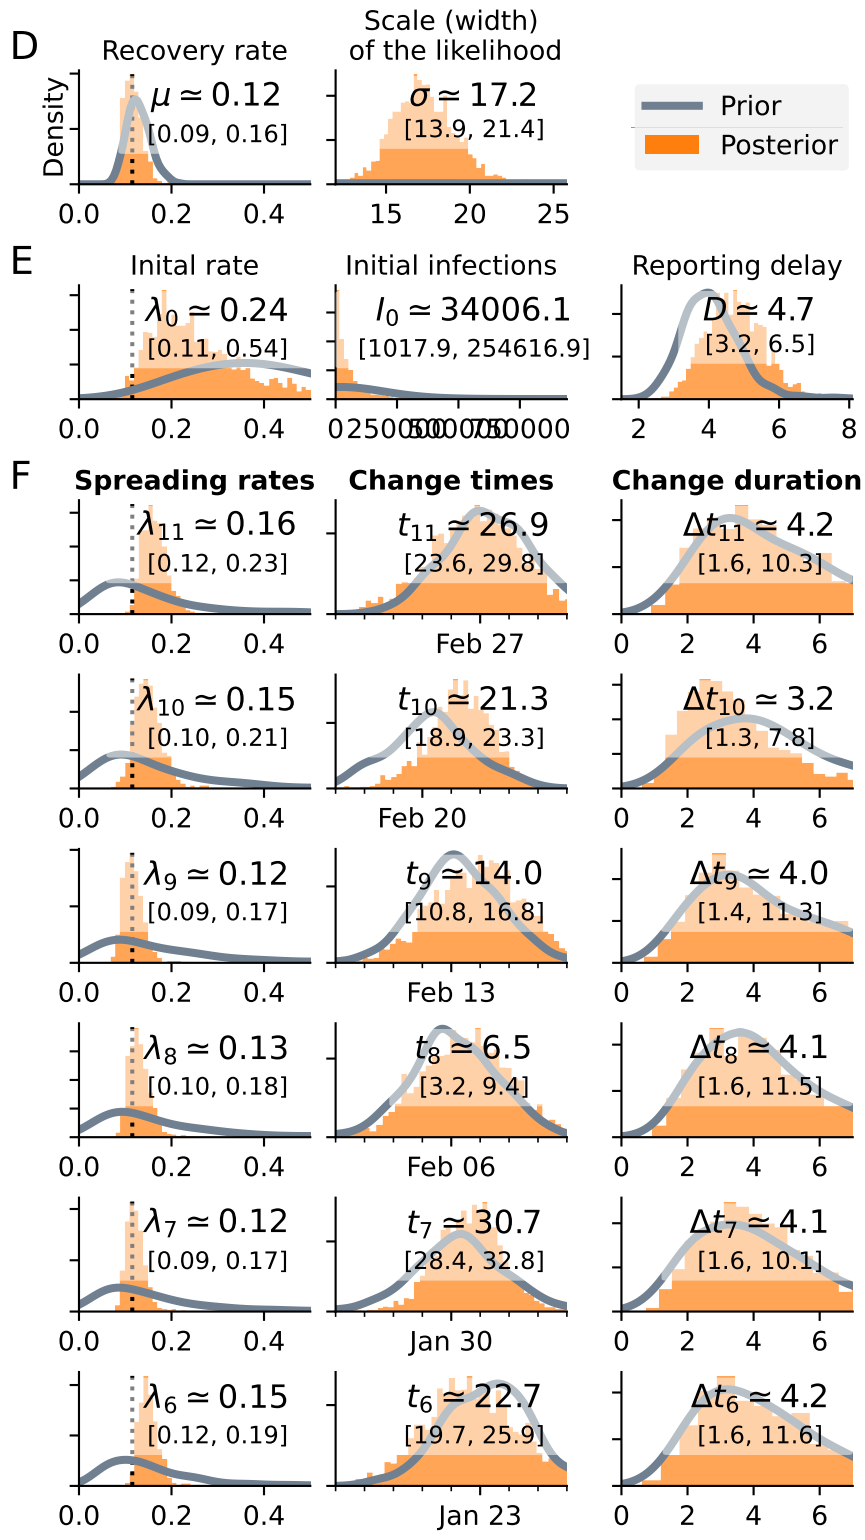 D
Recovery rate
Scale (width)
of the likelihood
Density
μ ≃ 0.12
[0.09, 0.16]
σ ≃ 17.2
[13.9, 21.4]
Prior
Posterior
0.0 0.2 0.4
15 20 25
E
Inital rate
Initial infections
Reporting delay
λ0 ≃ 0.24
[0.11, 0.54]
I0 ≃ 34006.1
[1017.9, 254616.9]
D ≃ 4.7
[3.2, 6.5]
0.0 0.2 0.4
0 250000 500000 750000
2 4 6 8
F
Spreading rates
Change times
Change duration
λ11 ≃ 0.16
[0.12, 0.23]
t11 ≃ 26.9
[23.6, 29.8]
Δt11 ≃ 4.2
[1.6, 10.3]
0.0 0.2 0.4
Feb 27
0 2 4 6
λ10 ≃ 0.15
[0.10, 0.21]
t10 ≃ 21.3
[18.9, 23.3]
Δt10 ≃ 3.2
[1.3, 7.8]
0.0 0.2 0.4
Feb 20
0 2 4 6
λ9 ≃ 0.12
[0.09, 0.17]
t9 ≃ 14.0
[10.8, 16.8]
Δt9 ≃ 4.0
[1.4, 11.3]
0.0 0.2 0.4
Feb 13
0 2 4 6
λ8 ≃ 0.13
[0.10, 0.18]
t8 ≃ 6.5
[3.2, 9.4]
Δt8 ≃ 4.1
[1.6, 11.5]
0.0 0.2 0.4
Feb 06
0 2 4 6
λ7 ≃ 0.12
[0.09, 0.17]
t7 ≃ 30.7
[28.4, 32.8]
Δt7 ≃ 4.1
[1.6, 10.1]
0.0 0.2 0.4
Jan 30
0 2 4 6
λ6 ≃ 0.15
[0.12, 0.19]
t6 ≃ 22.7
[19.7, 25.9]
Δt6 ≃ 4.2
[1.6, 11.6]
0.0 0.2 0.4
Jan 23
0 2 4 6